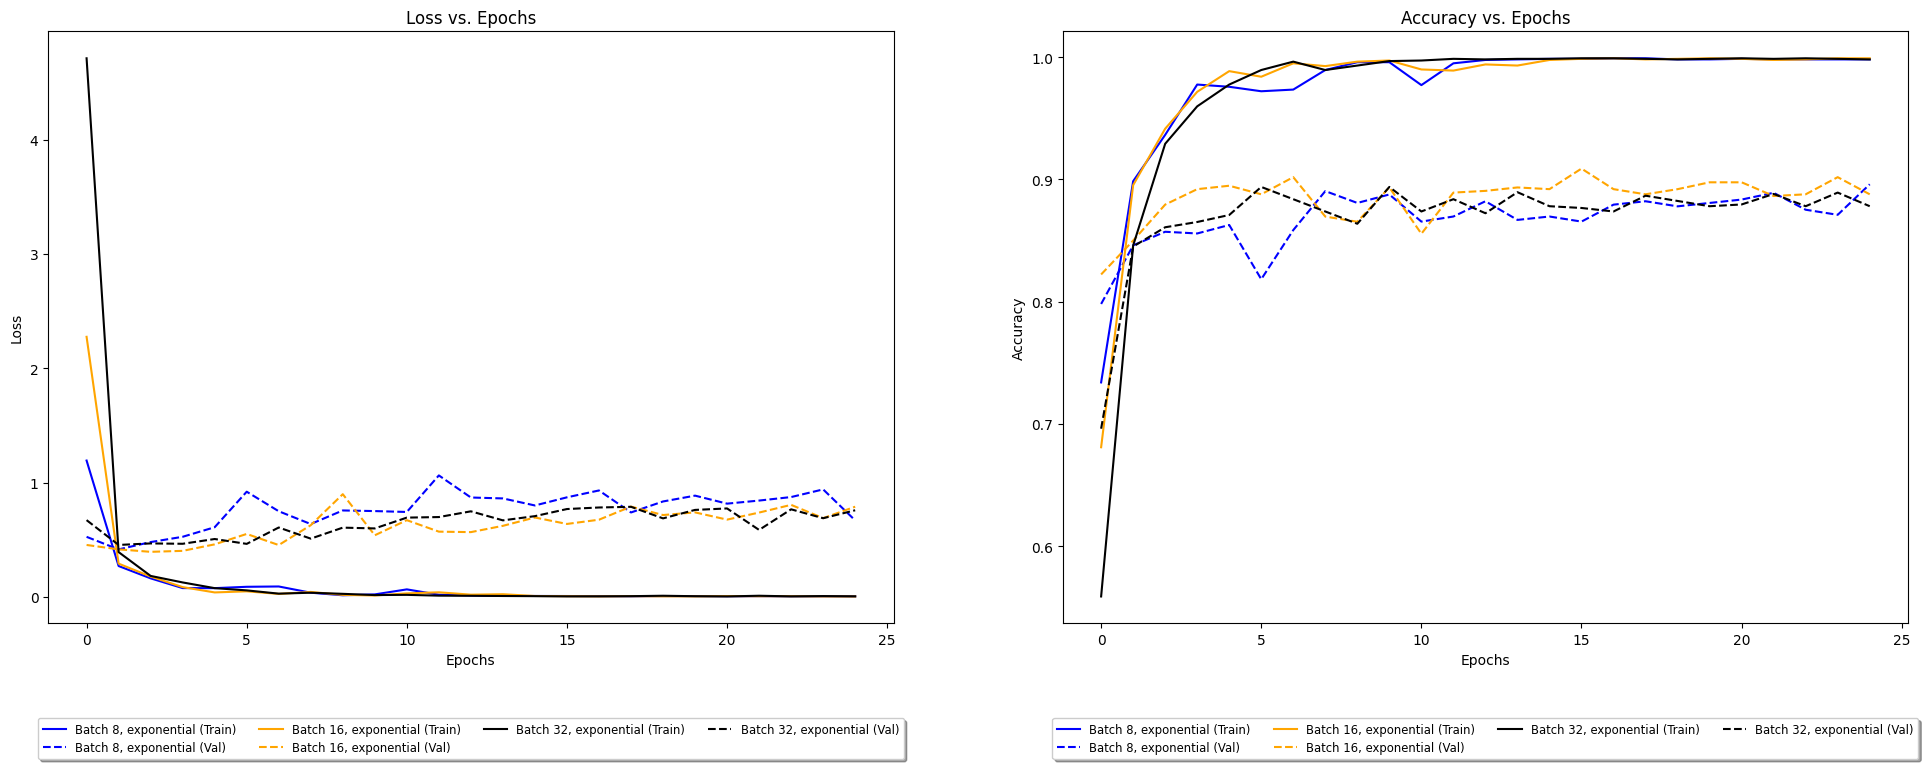 Loss vs. Epochs
Loss
4
3
2
1
0
0 5 10 15 20 25
Epochs
Batch 8, exponential (Train) Batch 16, exponential (Train) Batch 32, exponential (Train) Batch 32, exponential (Val)
Batch 8, exponential (Val) Batch 16, exponential (Val)
Accuracy vs. Epochs
Accuracy
1.0
0.9
0.8
0.7
0.6
0 5 10 15 20 25
Epochs
Batch 8, exponential (Train) Batch 16, exponential (Train) Batch 32, exponential (Train) Batch 32, exponential (Val)
Batch 8, exponential (Val) Batch 16, exponential (Val)